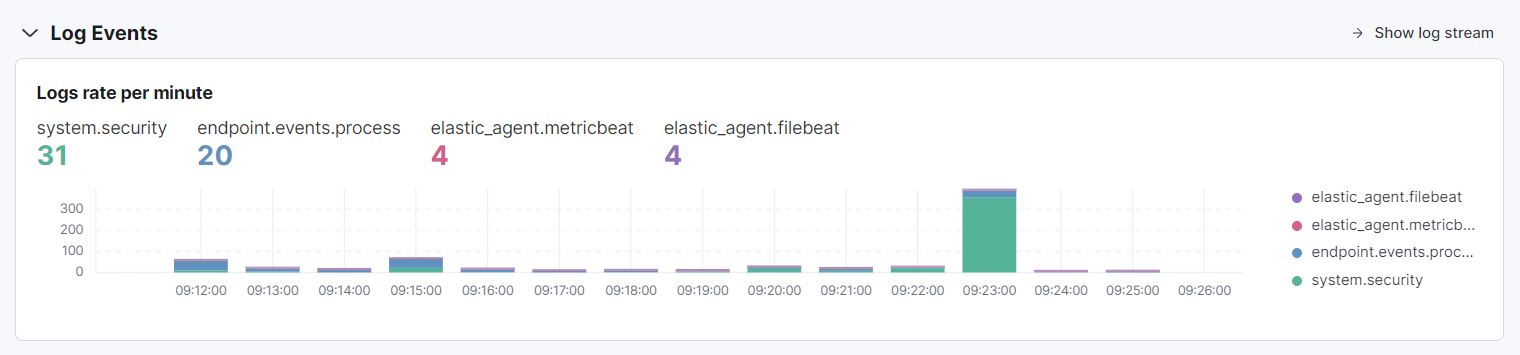 Log Events
Show log stream
Logs rate per minute
system.security endpoint.events.process elastic_agent.metricbeat elastic_agent.filebeat
31 20 4 4
300
200
100
0
09:12:00 09:13:00 09:14:00 09:15:00 09:16:00 09:17:00 09:18:00 09:19:00 09:20:00 09:21:00 09:22:00 09:23:00 09:24:00 09:25:00 09:26:00
elastic_agent.filebeat
elastic_agent.metricb...
endpoint.events.proc...
system.security